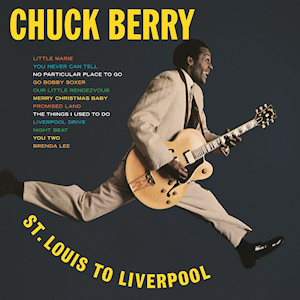 CHUCK BERRY
LITTLE MARIE
YOU NEVER CAN TELL
NO PARTICULAR PLACE TO GO
GO BOBBY SOXER
OUR LITTLE RENDEZVOUS
MERRY CHRISTMAS BABY
PROMISED LAND
THE THINGS I USED TO DO
LIVERPOOL DRIVE
NIGHT BEAT
YOU TWO
BRENDA LEE
ST. LOUIS TO LIVERPOOL